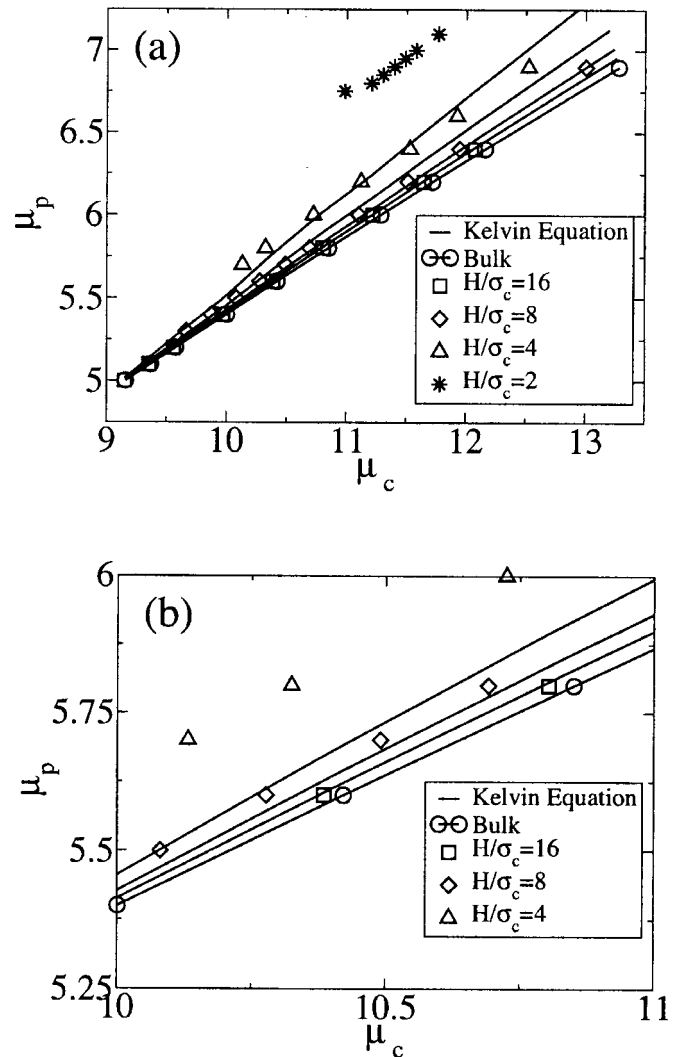 (a)
7
6.5
6
5.5
5
μp
Kelvin Equation
Bulk
H/σc=16
H/σc=8
H/σc=4
H/σc=2
9 10 11 12 13
μc
(b)
6
5.75
5.5
5.25
μp
Kelvin Equation
Bulk
H/σc=16
H/σc=8
H/σc=4
10 10.5 11
μc